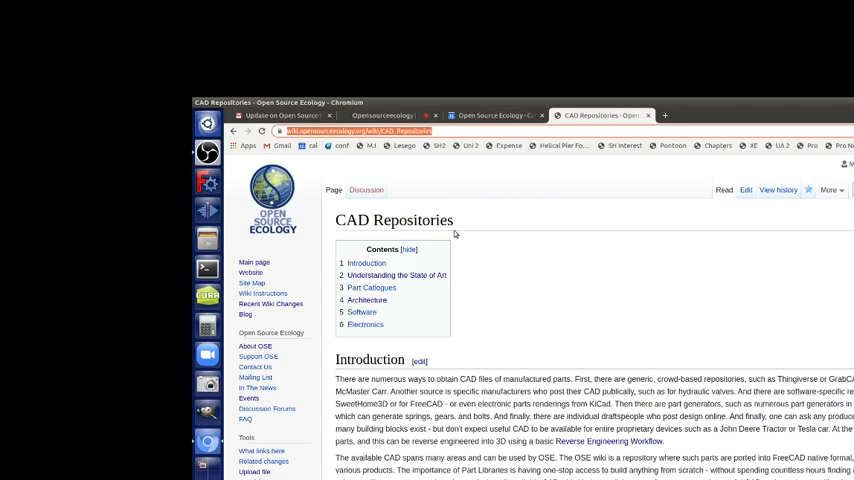 CAD Repositories - Open Source Ecology - Chromium
Update on Open Source
Opensourceecology
Open Source Ecology - Ca
CAD Repositories - Open
wiki.opensourceecology.org/wiki/CAD_Repositories
Apps Gmail cal conf MJ Lesego SH2 Uni 2 Expense Helical Pier Fo... SH Interest Pontoon Chapters XE UA 2 Pro Pro N
OPEN
SOURCE
ECOLOGY
Page Discussion Read Edit View history More
CAD Repositories
Contents [hide]
1 Introduction
2 Understanding the State of Art
3 Part Catlogues
4 Architecture
5 Software
6 Electronics
Main page
Website
Site Map
Wiki Instructions
Recent Wiki Changes
Blog
Open Source Ecology
About OSE
Support OSE
Contact Us
Mailing List
In The News
Events
Discussion Forums
FAQ
Tools
What links here
Related changes
Upload file
Introduction [edit]
There are numerous ways to obtain CAD files of manufactured parts. First, there are generic, crowd-based repositories, such as Thingiverse or GrabCA
McMaster Carr. Another source is specific manufacturers who post their CAD publically, such as for hydraulic valves. And there are software-specific re
SweetHome3D or for FreeCAD - or even electronic parts renderings from KiCad. Then there are part generators, such as numerous part generators in
which can generate springs, gears, and bolts. And finally, there are individual draftspeople who post design online. And finally, one can ask any produce
many building blocks exist - but don't expect useful CAD to be available for entire proprietary devices such as a John Deere Tractor or Tesla car. At the
parts, and this can be reverse engineered into 3D using a basic Reverse Engineering Workflow.
The available CAD spans many areas and can be used by OSE. The OSE wiki is a repository where such parts are ported into FreeCAD native format,
various products. The importance of Part Libraries is having one-stop access to build anything from scratch - without spending countless hours finding